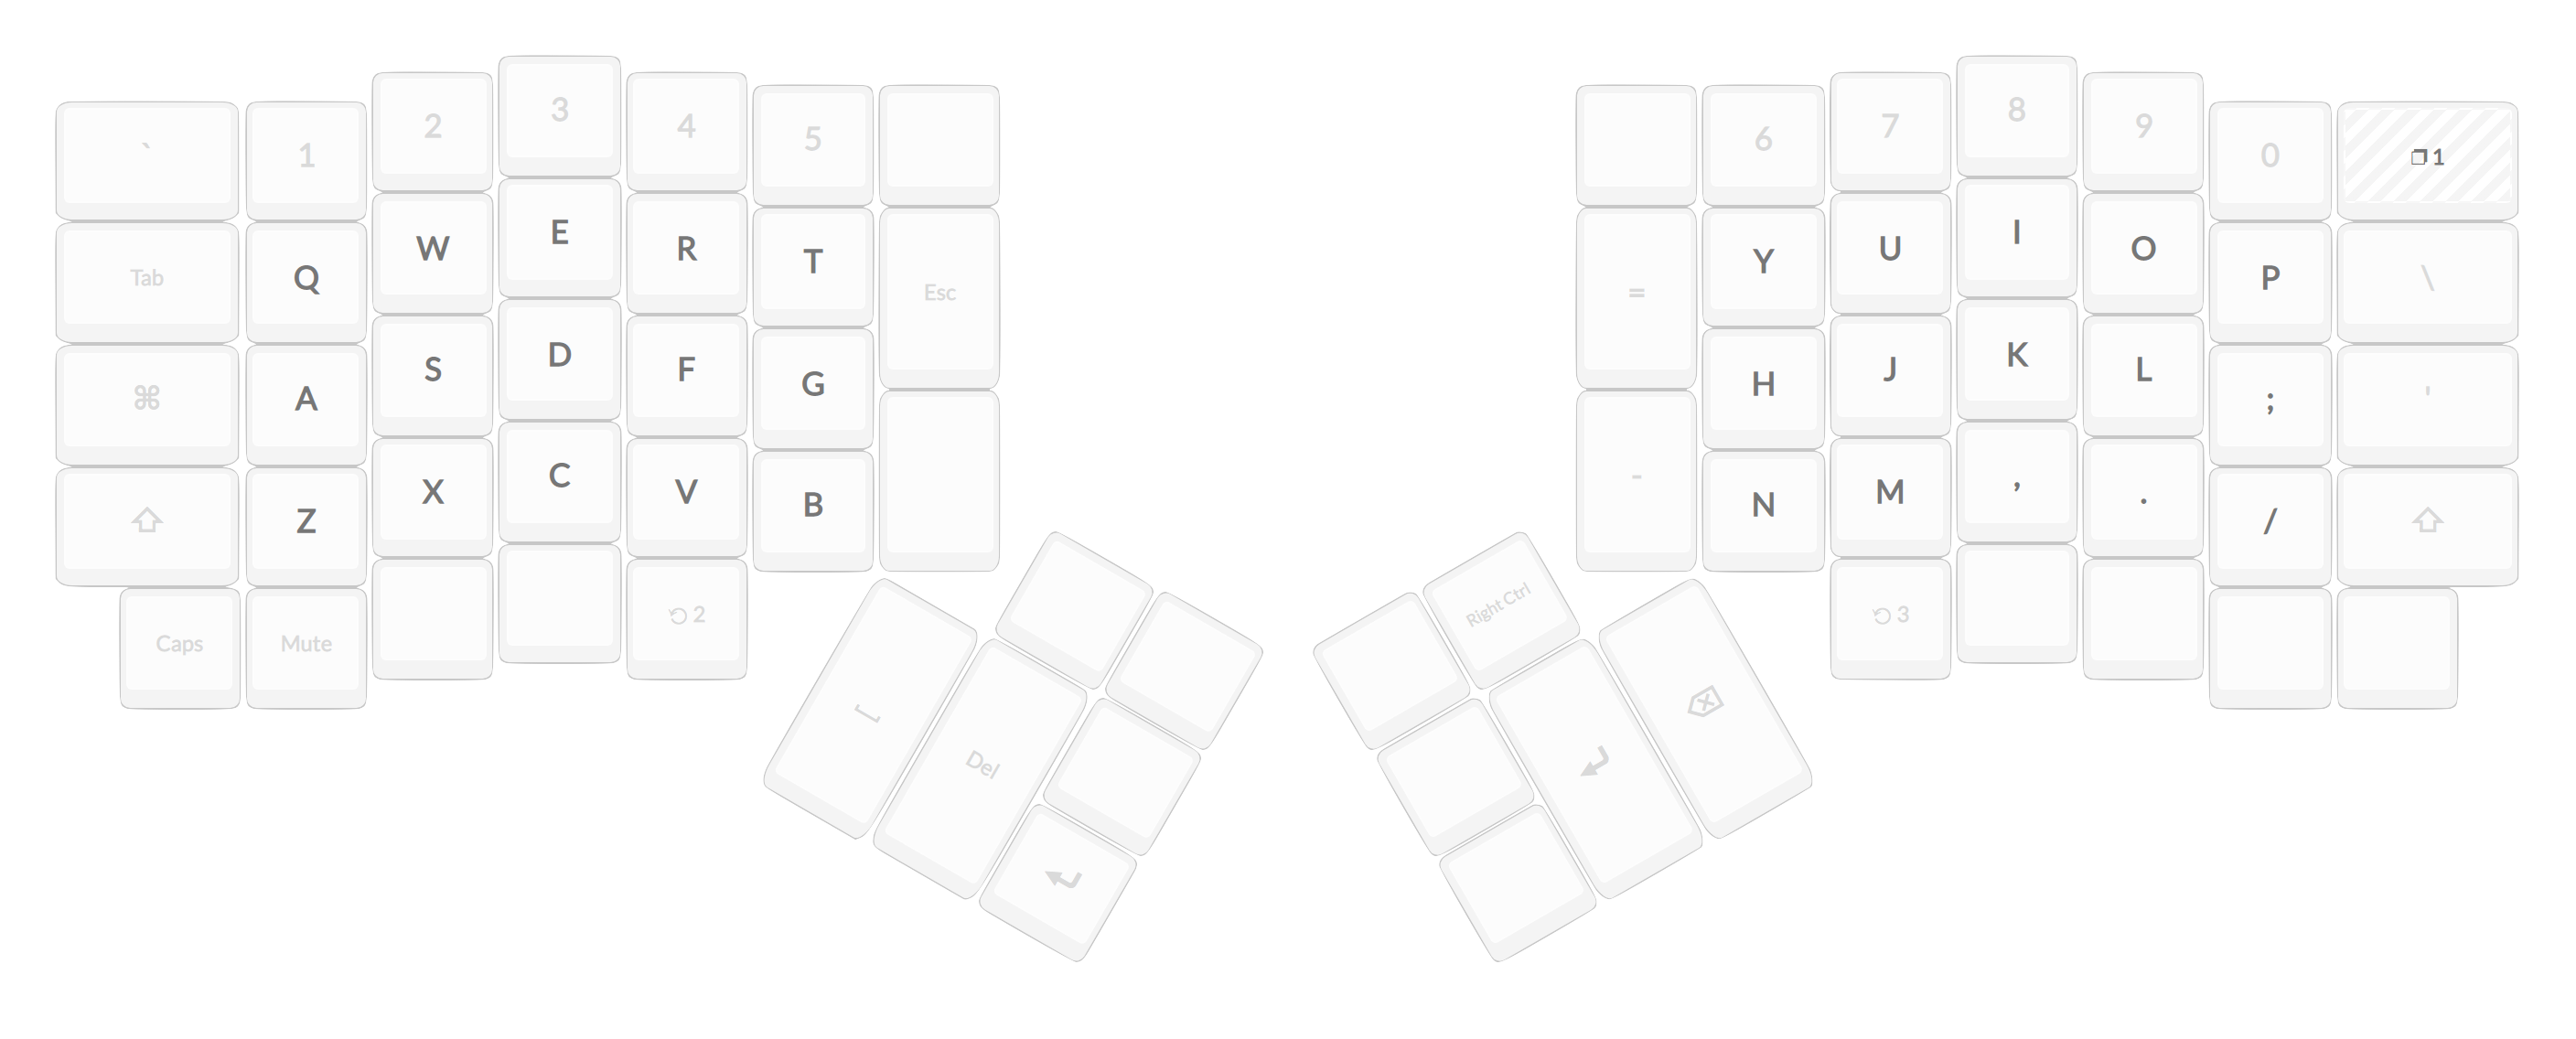 ` 1 2 3 4 5 6 7 8 9 0 1
Tab Q W E R T Esc = Y U I O P \
⌘ A S D F G H J K L ; '
Z X C V B - N M , . /
Caps Mute 2 3
[ Del Right Ctrl